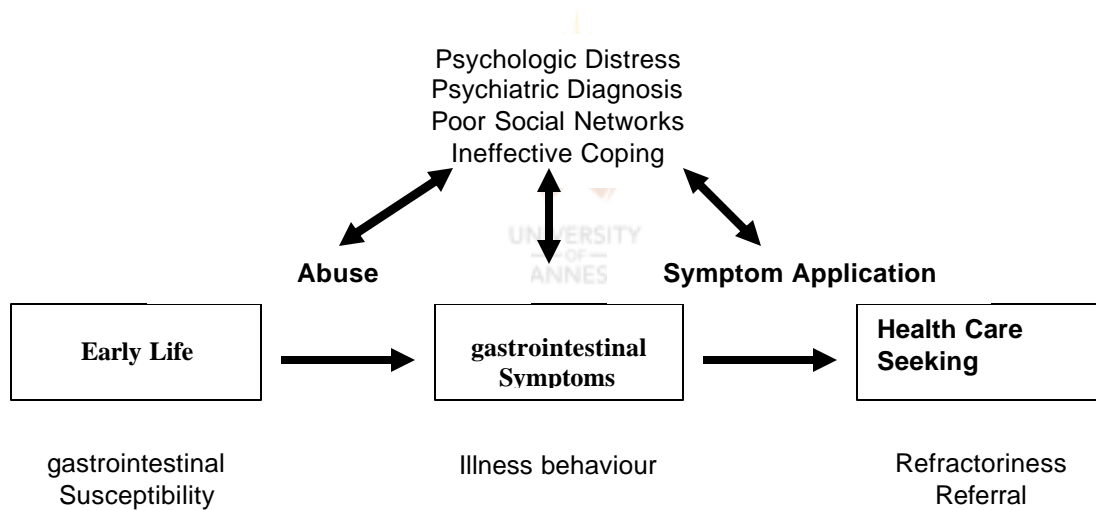 Psychologic Distress
Psychiatric Diagnosis
Poor Social Networks
Ineffective Coping
UNIVERSITY
OF
ANNES
Abuse
Symptom Application
Early Life
gastrointestinal
Symptoms
Health Care
Seeking
gastrointestinal
Susceptibility
Illness behaviour
Refractoriness
Referral